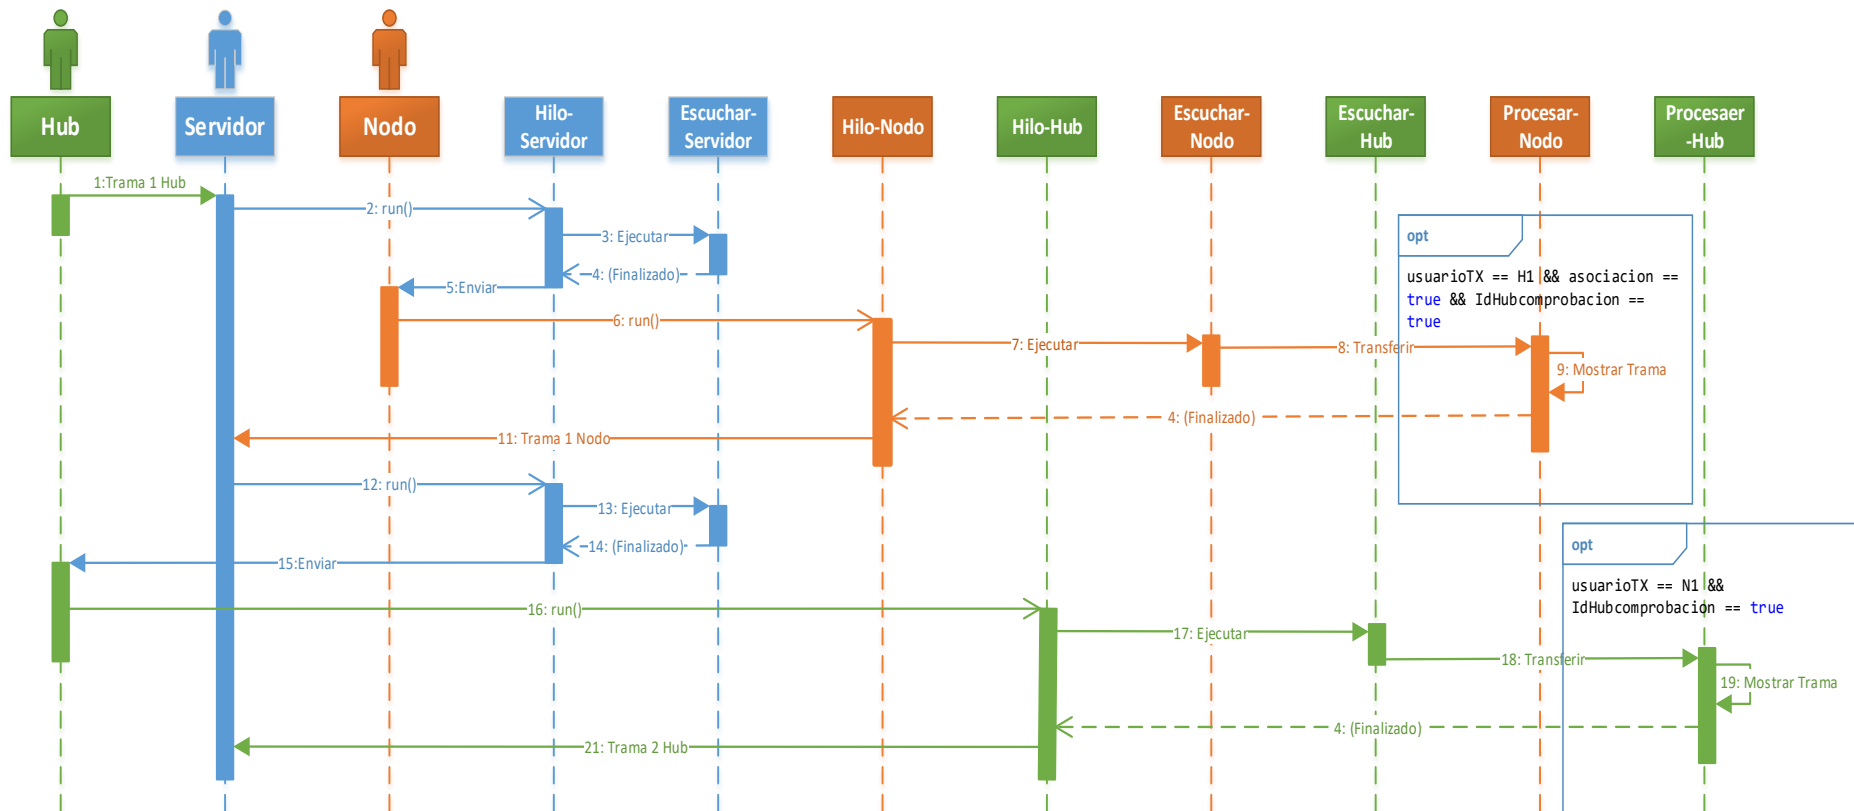 Hub
Servidor
Nodo
Hilo-
Servidor
Escuchar-
Servidor
Hilo-Nodo
Hilo-Hub
Escuchar-
Nodo
Escuchar-
Hub
Procesar-
Nodo
Procesaer
-Hub
1:Trama 1 Hub
2: run()
3: Ejecutar
4: (Finalizado)
5:Enviar
opt
usuarioTX == H1 && asociacion ==
true && IdHubcomprobacion ==
true
6: run()
7: Ejecutar
8: Transferir
9: Mostrar Trama
4: (Finalizado)
11: Trama 1 Nodo
12: run()
13: Ejecutar
14: (Finalizado)
15:Enviar
opt
usuarioTX == N1 &&
IdHubcomprobacion == true
16: run()
17: Ejecutar
18: Transferir
19: Mostrar Trama
4: (Finalizado)
21: Trama 2 Hub